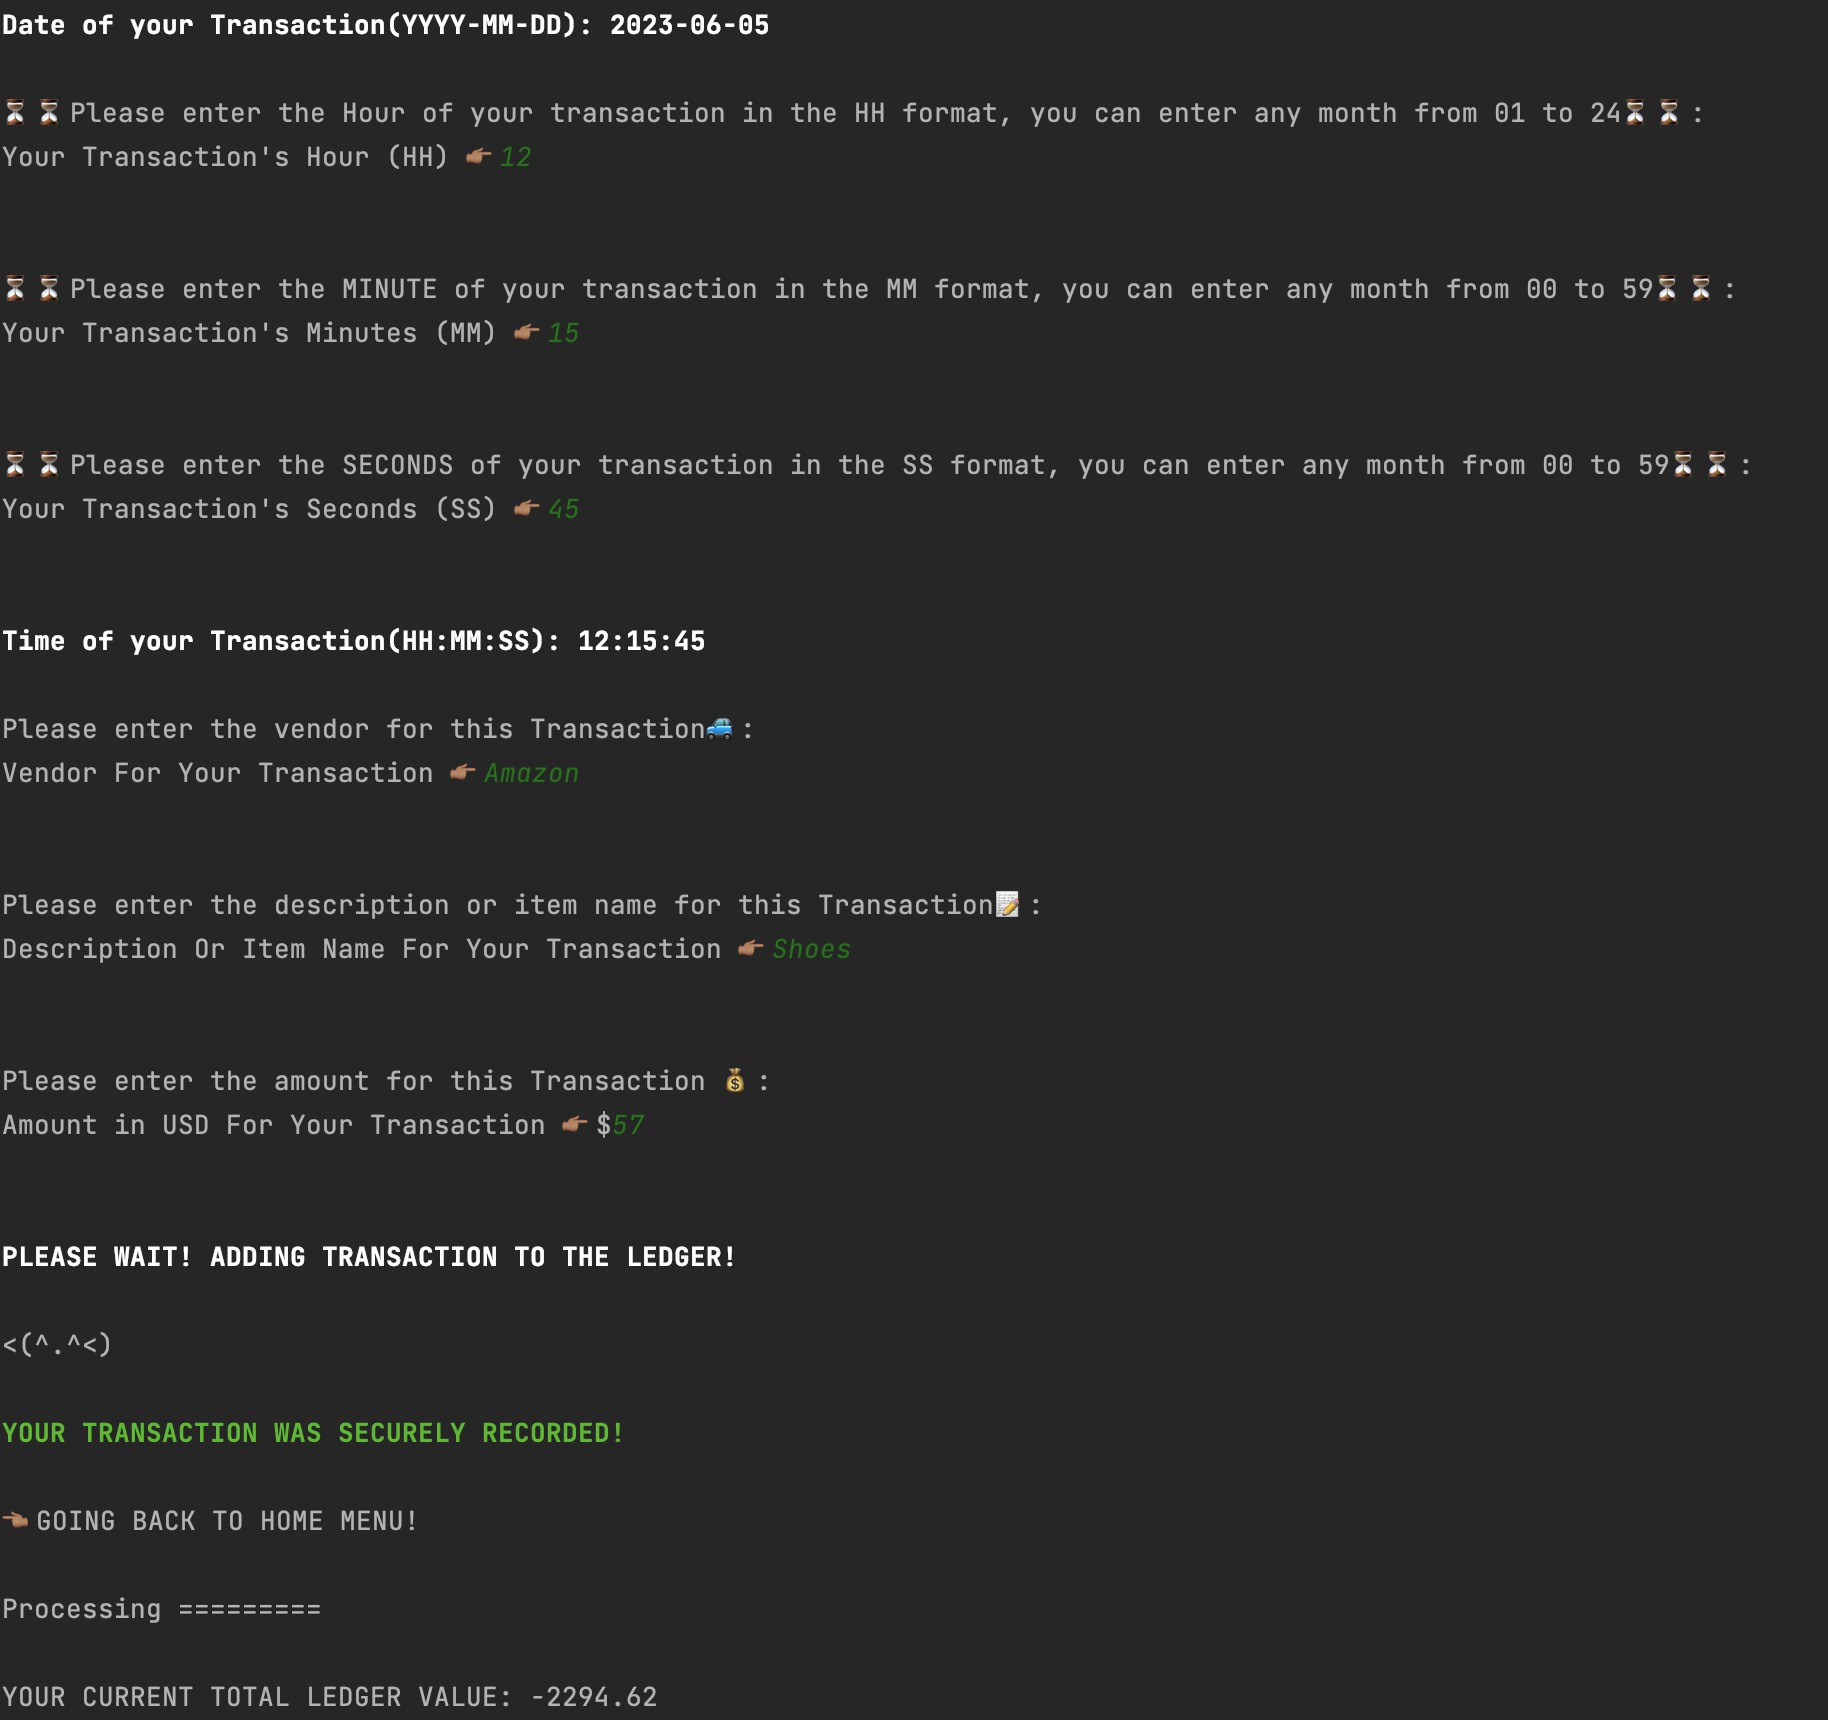 Date of your Transaction(YYYY-MM-DD): 2023-06-05
⏳⏳Please enter the Hour of your transaction in the HH format, you can enter any month from 01 to 24⏳⏳:
Your Transaction's Hour (HH) 👉🏽12
⏳⏳Please enter the MINUTE of your transaction in the MM format, you can enter any month from 00 to 59⏳⏳:
Your Transaction's Minutes (MM) 👉🏽15
⏳⏳Please enter the SECONDS of your transaction in the SS format, you can enter any month from 00 to 59⏳⏳:
Your Transaction's Seconds (SS) 👉🏽45
Time of your Transaction(HH:MM:SS): 12:15:45
Please enter the vendor for this Transaction🚙:
Vendor For Your Transaction 👉🏽Amazon
Please enter the description or item name for this Transaction📝:
Description Or Item Name For Your Transaction 👉🏽Shoes
Please enter the amount for this Transaction 💰:
Amount in USD For Your Transaction 👉🏽$57
PLEASE WAIT! ADDING TRANSACTION TO THE LEDGER!
<(^.^<)
YOUR TRANSACTION WAS SECURELY RECORDED!
👈🏽GOING BACK TO HOME MENU!
Processing =========
YOUR CURRENT TOTAL LEDGER VALUE: -2294.62